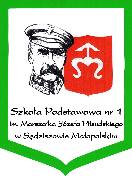 Szkoła Podstawowa nr 1
im. Marszałka Józefa Piłsudskiego
w Sędziszowie Małopolskim